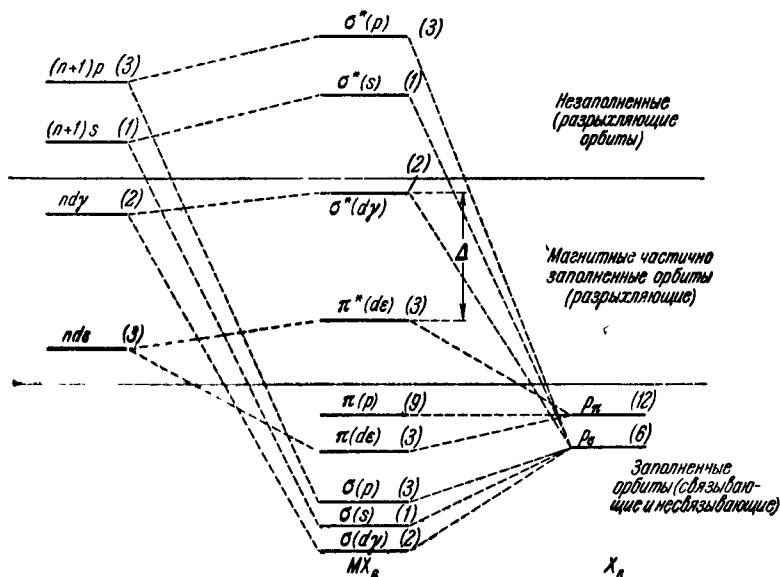 σ*(p) (3)
(n+1)p (3)
σ*(s) (1)
(n+1)s (1)
Незаполненные
(разрыхляющие
орбиты)
(2)
ndγ (2)
σ*(dγ)
Δ
Магнитные частично
заполненные орбиты
(разрыхляющие)
π*(dε) (3)
ndε (3)
π(p) (9)
pπ (12)
π(dε) (3)
pσ (6)
Заполненные
орбиты (связываю-
щие и несвязывающие)
σ(p) (3)
σ(s) (1)
σ(dγ) (2)
MX₆
X₆